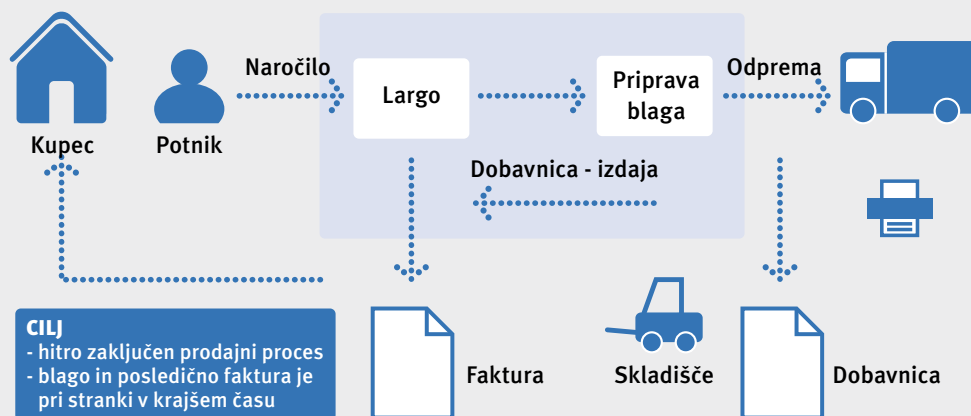 Naročilo
Largo
Priprava
blaga
Odprema
Kupec
Potnik
Dobavnica - izdaja
CILJ
- hitro zaključen prodajni proces
- blago in posledično faktura je
pri stranki v krajšem času
Faktura
Skladišče
Dobavnica